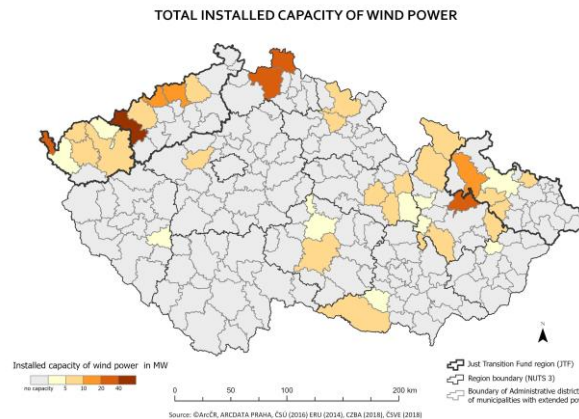 TOTAL INSTALLED CAPACITY OF WIND POWER
Installed capacity of wind power in MW
no capacity 5 10 20 40
0 50 100 200 km
N
Just Transition Fund region (JTF)
Region boundary (NUTS 3)
Boundary of Administrative district
of municipalities with extended po
Source: ©ArcČR, ARCDATA PRAHA, ČSÚ (2016) ERU (2014), CZBA (2018), ČSVE (2018)